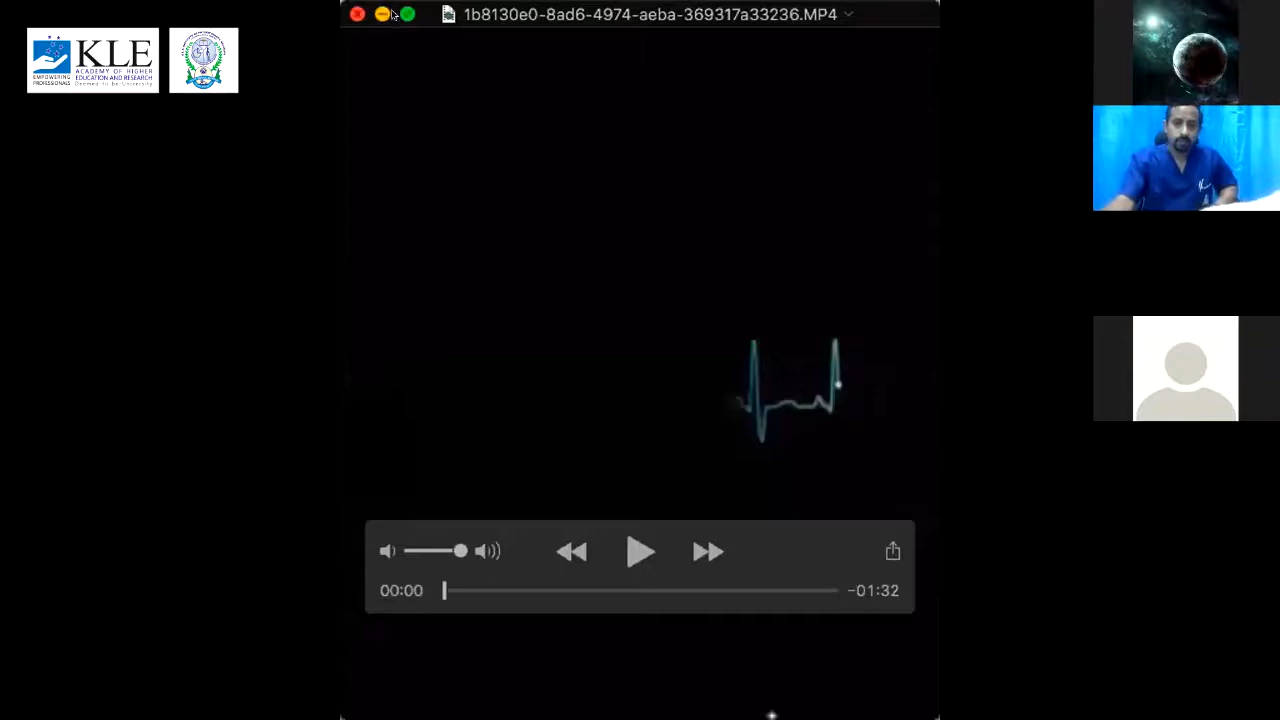 1b8130e0-8ad6-4974-aeba-369317a33236.MP4
KLE
ACADEMY OF HIGHER
EDUCATION AND RESEARCH
Deemed-to-be-University
EMPOWERING
PROFESSIONALS
00:00
-01:32